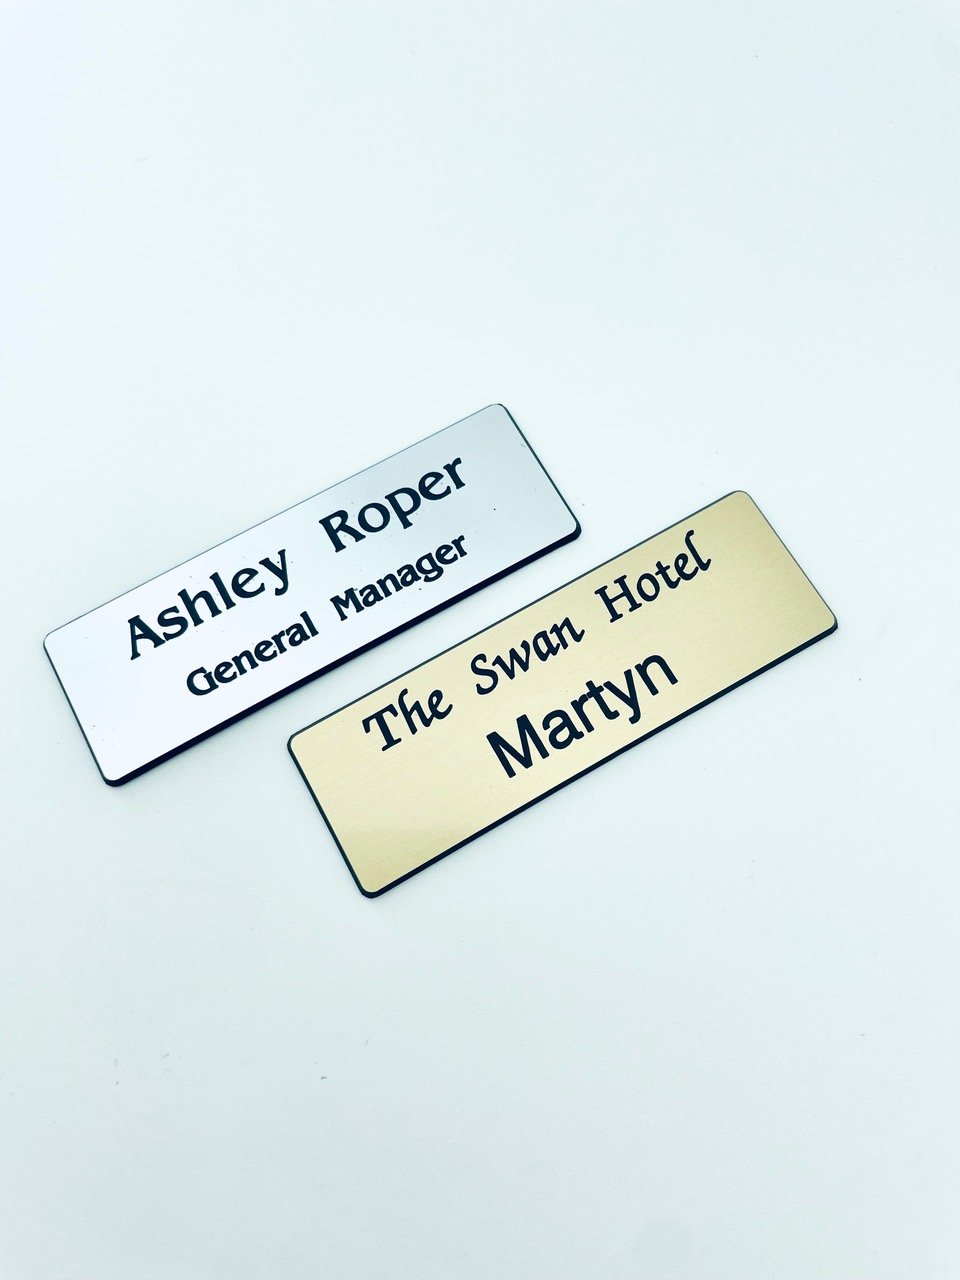 Ashley Roper
General Manager
The Swan Hotel
Martyn